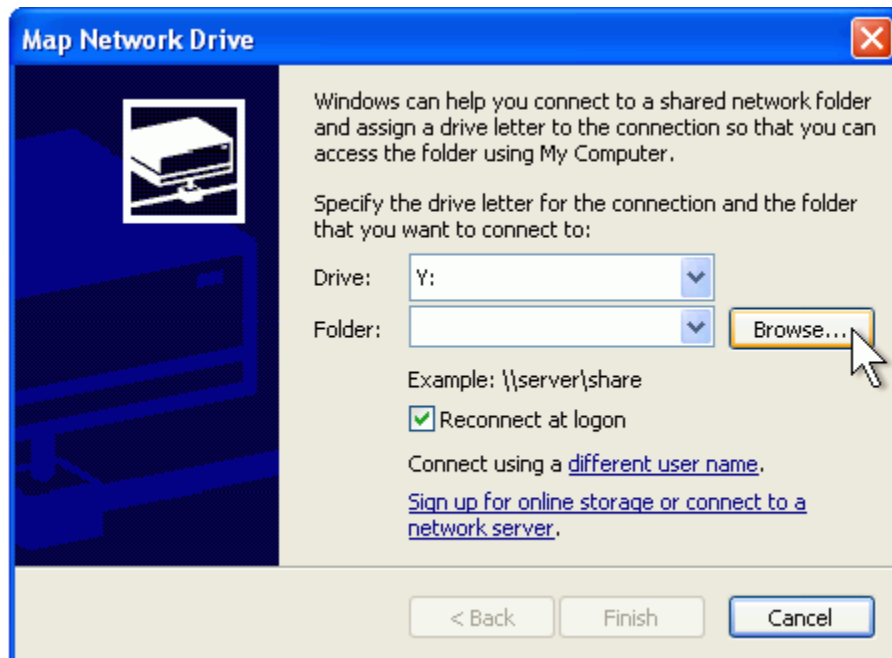 Map Network Drive
Windows can help you connect to a shared network folder
and assign a drive letter to the connection so that you can
access the folder using My Computer.
Specify the drive letter for the connection and the folder
that you want to connect to:
Drive: Y:
Folder: Browse...
Example: \\server\share
Reconnect at logon
Connect using a different user name.
Sign up for online storage or connect to a
network server.
< Back Finish Cancel